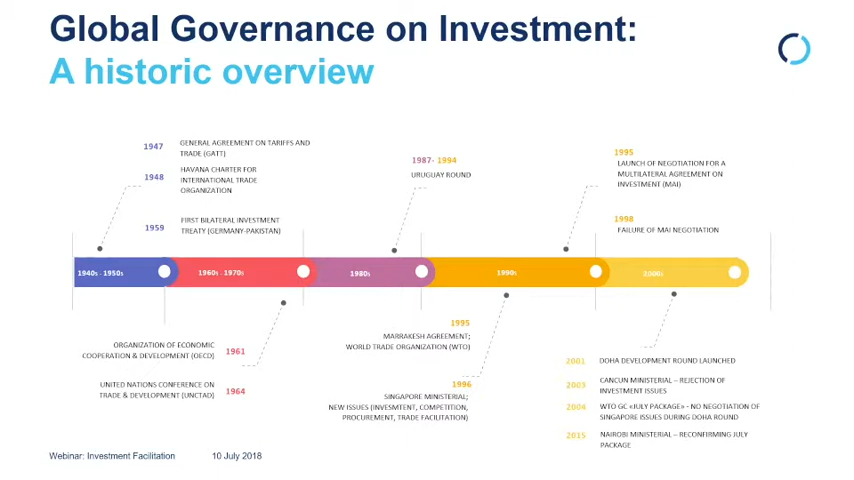 Global Governance on Investment:
A historic overview
1947
GENERAL AGREEMENT ON TARIFFS AND
TRADE (GATT)
1948
HAVANA CHARTER FOR
INTERNATIONAL TRADE
ORGANIZATION
1959
FIRST BILATERAL INVESTMENT
TREATY (GERMANY-PAKISTAN)
1987- 1994
URUGUAY ROUND
1995
LAUNCH OF NEGOTIATION FOR A
MULTILATERAL AGREEMENT ON
INVESTMENT (MAI)
1998
FAILURE OF MAI NEGOTIATION
1940s - 1950s
1960s - 1970s
1980s
1990s
2000s
ORGANIZATION OF ECONOMIC
COOPERATION & DEVELOPMENT (OECD)
1961
UNITED NATIONS CONFERENCE ON
TRADE & DEVELOPMENT (UNCTAD)
1964
1995
MARRAKESH AGREEMENT;
WORLD TRADE ORGANIZATION (WTO)
1996
SINGAPORE MINISTERIAL;
NEW ISSUES (INVESMTENT, COMPETITION,
PROCUREMENT, TRADE FACILITATION)
2001
DOHA DEVELOPMENT ROUND LAUNCHED
2003
CANCUN MINISTERIAL – REJECTION OF
INVESTMENT ISSUES
2004
WTO GC «JULY PACKAGE» - NO NEGOTIATION OF
SINGAPORE ISSUES DURING DOHA ROUND
2015
NAIROBI MINISTERIAL – RECONFIRMING JULY
PACKAGE
Webinar: Investment Facilitation
10 July 2018